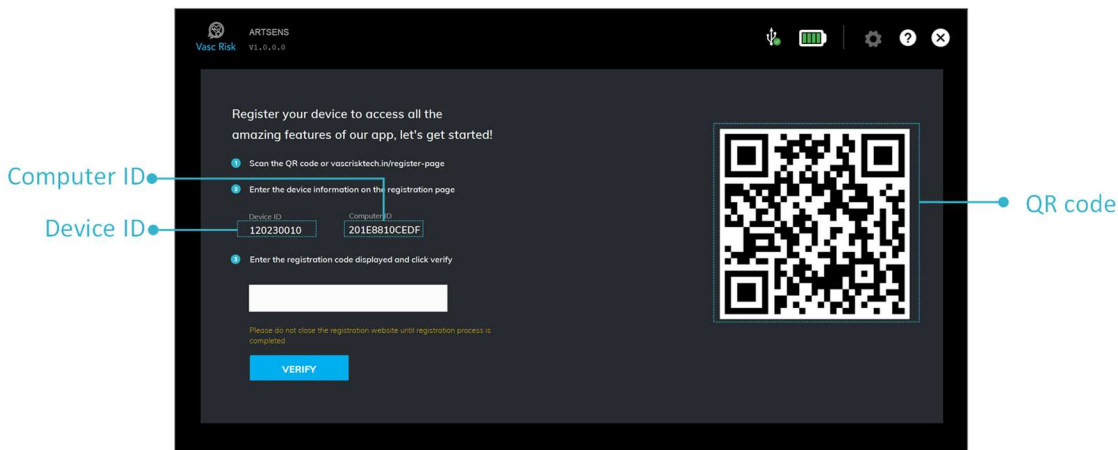 ARTSENS
Vasc Risk V1.0.0.0
Register your device to access all the
amazing features of our app, let's get started!
1 Scan the QR code or vascrisktech.in/register-page
2 Enter the device information on the registration page
Computer ID
Device ID
Device ID Computer ID
120230010 201E8810CEDF
3 Enter the registration code displayed and click verify
Please do not close the registration website until registration process is
completed
VERIFY
QR code